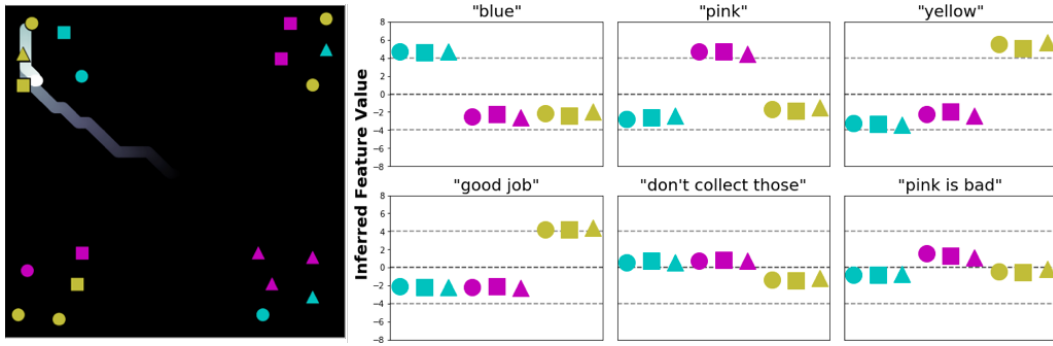 "blue"
"pink"
"yellow"
Inferred Feature Value
8
6
4
2
0
−2
−4
−6
−8
"good job"
"don't collect those"
"pink is bad"
8
6
4
2
0
−2
−4
−6
−8